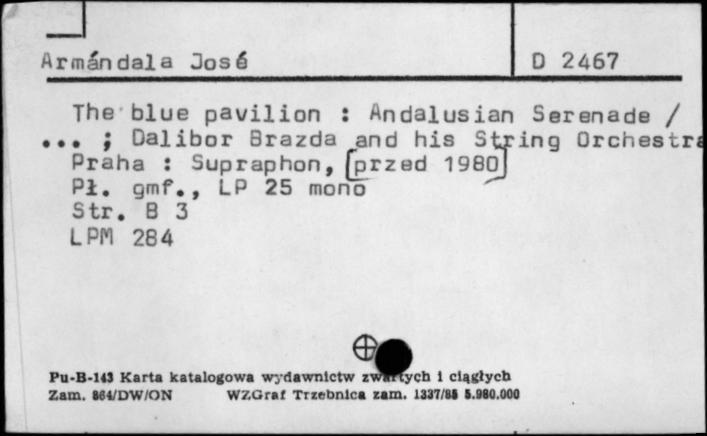 Armándala José D 2467
The blue pavilion : Andalusian Serenade /
... ; Dalibor Brazda and his String Orchestra
Praha : Supraphon, [przed 1980]
Pł. gmf., LP 25 mono
Str. B 3
LPM 284
Pu-B-143 Karta katalogowa wydawnictw zwartych i ciągłych
Zam. 864/DW/ON WZGraf Trzebnica zam. 1337/85 5.980.000